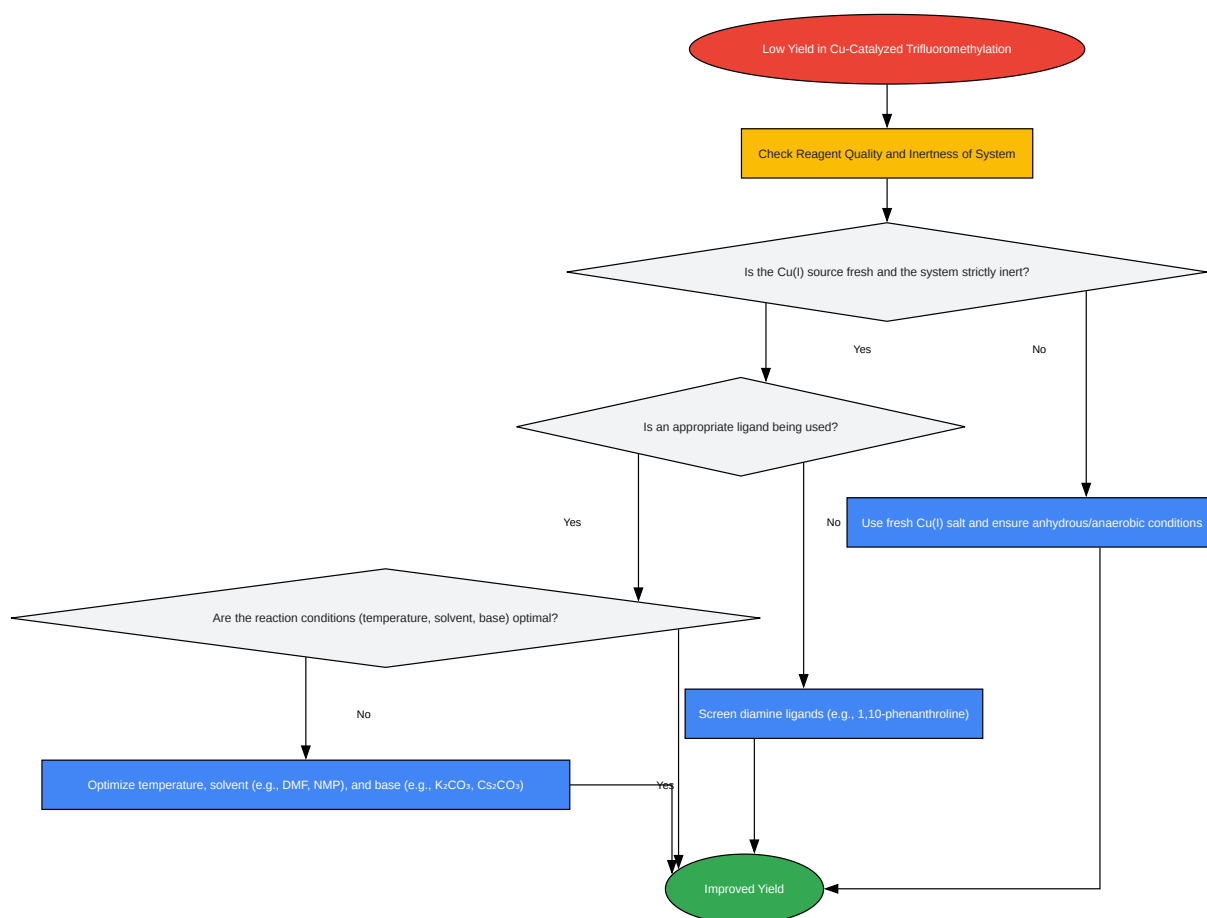 Low Yield in Cu-Catalyzed Trifluoromethylation
Check Reagent Quality and Inertness of System
Is the Cu(I) source fresh and the system strictly inert?
Yes
No
Is an appropriate ligand being used?
Yes
No
Use fresh Cu(I) salt and ensure anhydrous/anaerobic conditions
Are the reaction conditions (temperature, solvent, base) optimal?
Screen diamine ligands (e.g., 1,10-phenanthroline)
No
Optimize temperature, solvent (e.g., DMF, NMP), and base (e.g., K₂CO₃, Cs₂CO₃)
Yes
Improved Yield